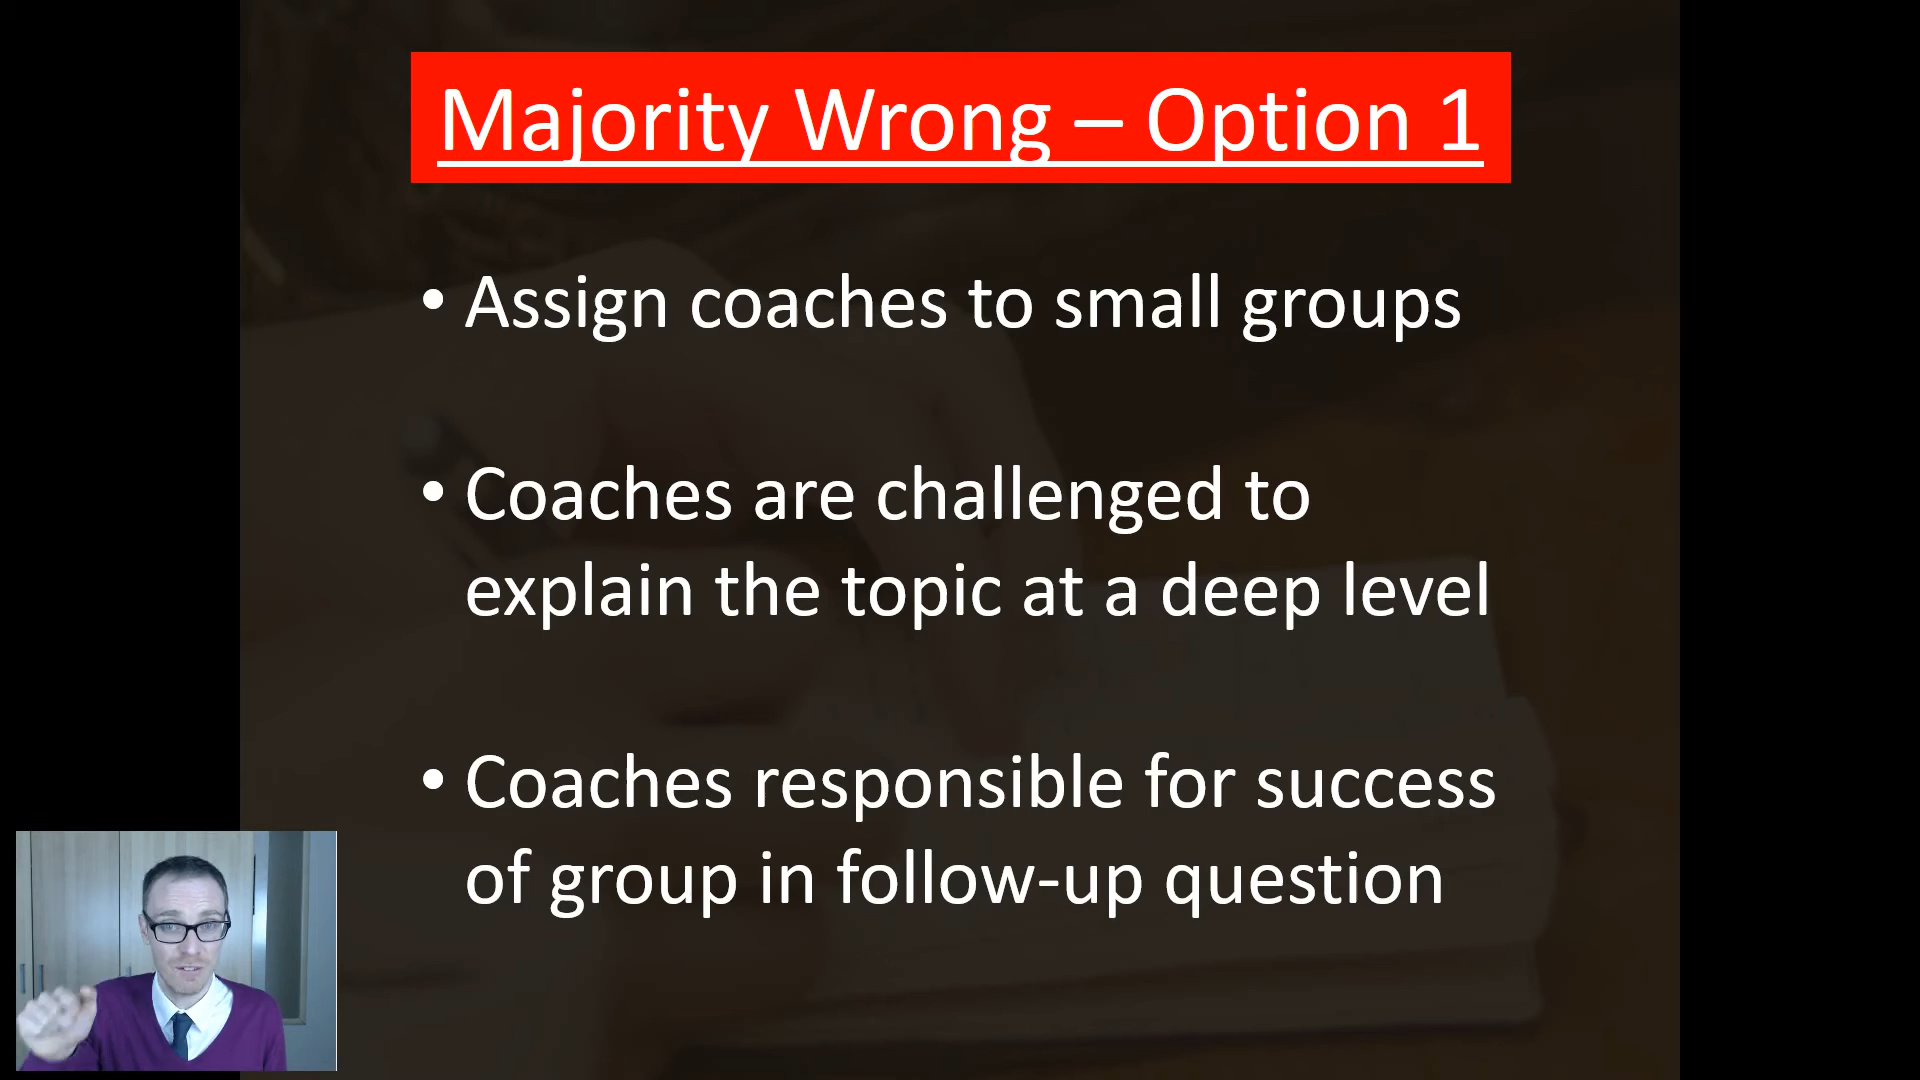 Majority Wrong – Option 1
• Assign coaches to small groups
• Coaches are challenged to
explain the topic at a deep level
• Coaches responsible for success
of group in follow-up question